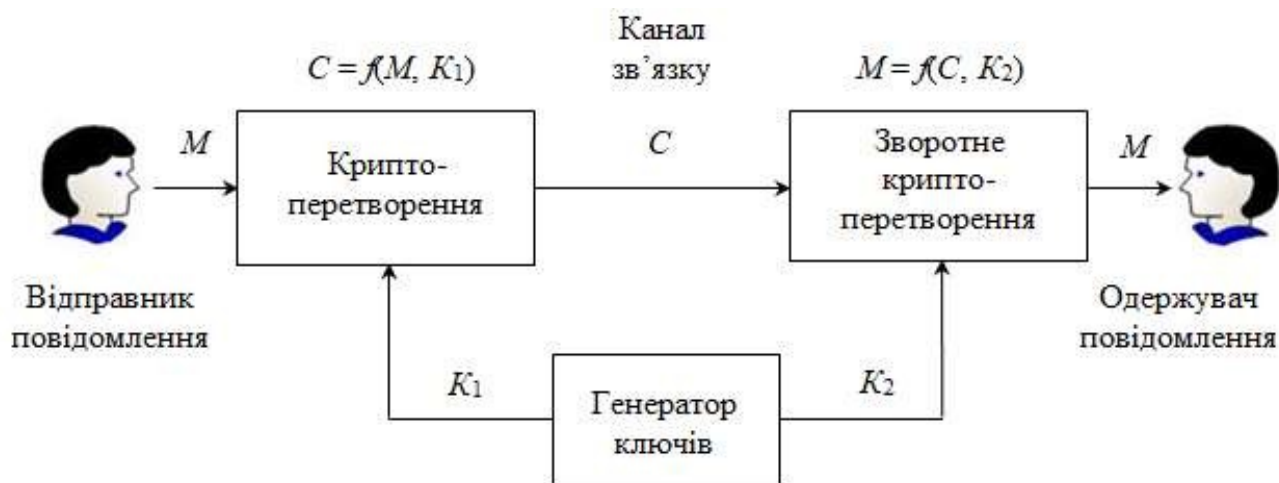 Канал
зв’язку
C = f(M, K1)
M = f(C, K2)
M
Крипто-
перетворення
C
Зворотне
крипто-
перетворення
M
Відправник
повідомлення
Одержувач
повідомлення
K1
Генератор
ключів
K2